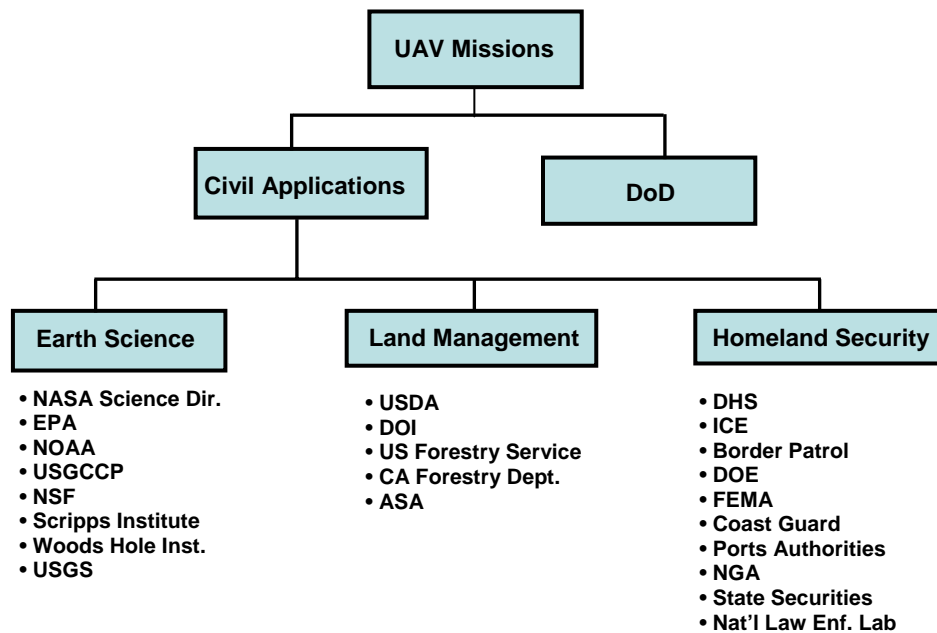 UAV Missions
Civil Applications
DoD
Earth Science
• NASA Science Dir.
• EPA
• NOAA
• USGCCP
• NSF
• Scripps Institute
• Woods Hole Inst.
• USGS
Land Management
• USDA
• DOI
• US Forestry Service
• CA Forestry Dept.
• ASA
Homeland Security
• DHS
• ICE
• Border Patrol
• DOE
• FEMA
• Coast Guard
• Ports Authorities
• NGA
• State Securities
• Nat'l Law Enf. Lab